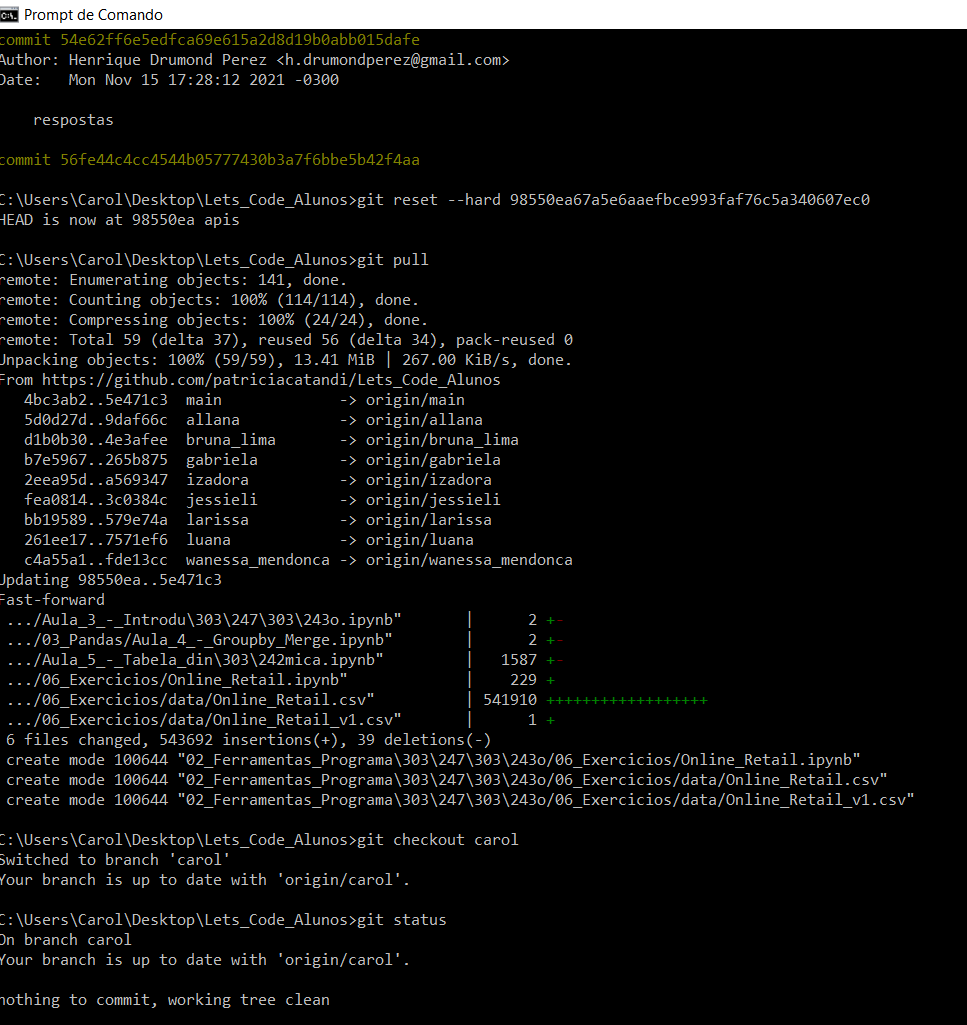 Prompt de Comando
commit 54e62ff6e5edfca69e615a2d8d19b0abb015dafe
Author: Henrique Drumond Perez <h.drumondperez@gmail.com>
Date:   Mon Nov 15 17:28:12 2021 -0300
respostas
commit 56fe44c4cc4544b05777430b3a7f6bbe5b42f4aa
C:\Users\Carol\Desktop\Lets_Code_Alunos>git reset --hard 98550ea67a5e6aaefbce993faf76c5a340607ec0
HEAD is now at 98550ea apis
C:\Users\Carol\Desktop\Lets_Code_Alunos>git pull
remote: Enumerating objects: 141, done.
remote: Counting objects: 100% (114/114), done.
remote: Compressing objects: 100% (24/24), done.
remote: Total 59 (delta 37), reused 56 (delta 34), pack-reused 0
Unpacking objects: 100% (59/59), 13.41 MiB | 267.00 KiB/s, done.
From https://github.com/patriciacatandi/Lets_Code_Alunos
4bc3ab2..5e471c3  main             -> origin/main
5d0d27d..9daf66c  allana           -> origin/allana
d1b0b30..4e3afee  bruna_lima       -> origin/bruna_lima
b7e5967..265b875  gabriela         -> origin/gabriela
2eea95d..a569347  izadora          -> origin/izadora
fea0814..3c0384c  jessieli         -> origin/jessieli
bb19589..579e74a  larissa          -> origin/larissa
261ee17..7571ef6  luana            -> origin/luana
c4a55a1..fde13cc  wanessa_mendonca -> origin/wanessa_mendonca
Updating 98550ea..5e471c3
Fast-forward
.../Aula_3_-_Introdu\303\247\303\243o.ipynb"       |      2 +-
.../03_Pandas/Aula_4_-_Groupby_Merge.ipynb"        |      2 +-
.../Aula_5_-_Tabela_din\303\242mica.ipynb"         |   1587 +-
.../06_Exercicios/Online_Retail.ipynb"             |    229 +
.../06_Exercicios/data/Online_Retail.csv"          | 541910 ++++++++++++++++++
.../06_Exercicios/data/Online_Retail_v1.csv"       |      1 +
6 files changed, 543692 insertions(+), 39 deletions(-)
create mode 100644 "02_Ferramentas_Programa\303\247\303\243o/06_Exercicios/Online_Retail.ipynb"
create mode 100644 "02_Ferramentas_Programa\303\247\303\243o/06_Exercicios/data/Online_Retail.csv"
create mode 100644 "02_Ferramentas_Programa\303\247\303\243o/06_Exercicios/data/Online_Retail_v1.csv"
C:\Users\Carol\Desktop\Lets_Code_Alunos>git checkout carol
Switched to branch 'carol'
Your branch is up to date with 'origin/carol'.
C:\Users\Carol\Desktop\Lets_Code_Alunos>git status
On branch carol
Your branch is up to date with 'origin/carol'.
nothing to commit, working tree clean